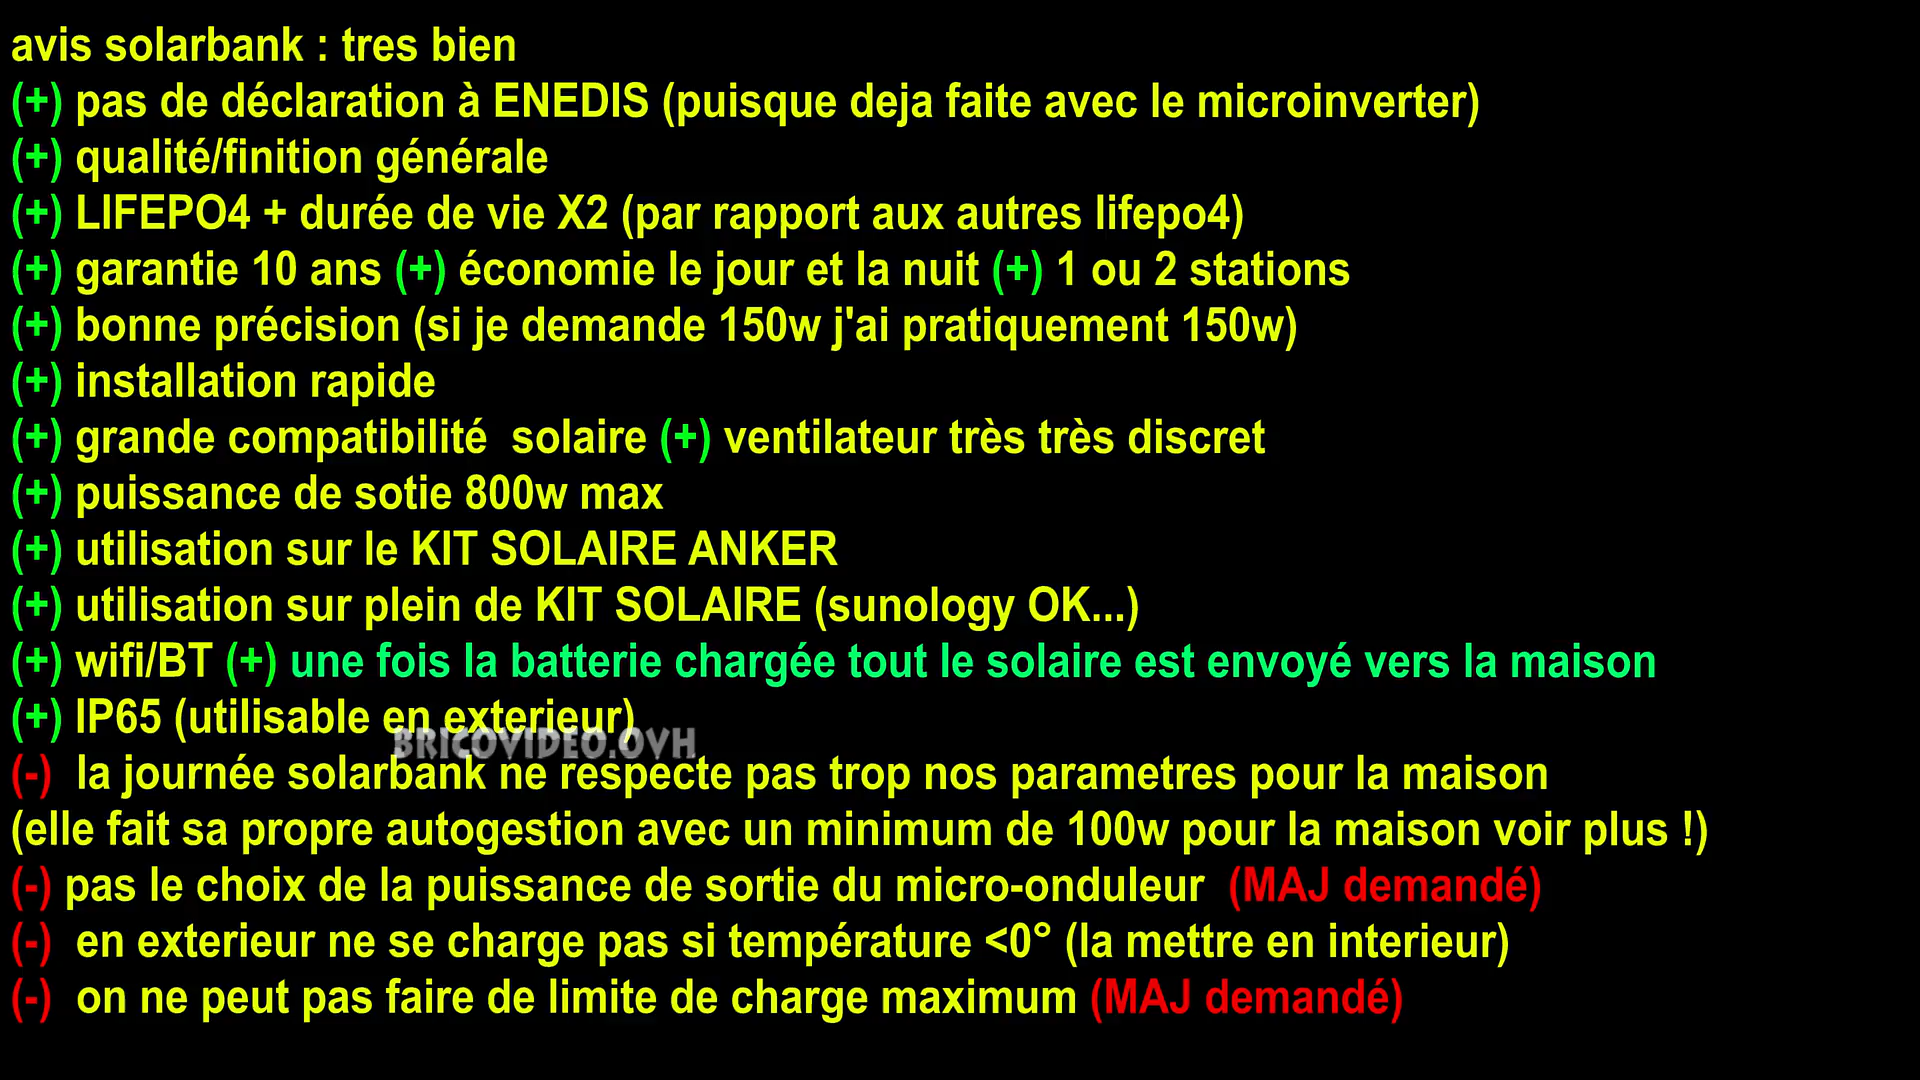 avis solarbank : tres bien
(+) pas de déclaration à ENEDIS (puisque deja faite avec le microinverter)
(+) qualité/finition générale
(+) LIFEPO4 + durée de vie X2 (par rapport aux autres lifepo4)
(+) garantie 10 ans (+) économie le jour et la nuit (+) 1 ou 2 stations
(+) bonne précision (si je demande 150w j'ai pratiquement 150w)
(+) installation rapide
(+) grande compatibilité  solaire (+) ventilateur très très discret
(+) puissance de sotie 800w max
(+) utilisation sur le KIT SOLAIRE ANKER
(+) utilisation sur plein de KIT SOLAIRE (sunology OK...)
(+) wifi/BT (+) une fois la batterie chargée tout le solaire est envoyé vers la maison
(+) IP65 (utilisable en exterieur)
BRICOVIDEO.OVH
(-)  la journée solarbank ne respecte pas trop nos parametres pour la maison
(elle fait sa propre autogestion avec un minimum de 100w pour la maison voir plus !)
(-) pas le choix de la puissance de sortie du micro-onduleur  (MAJ demandé)
(-)  en exterieur ne se charge pas si température <0° (la mettre en interieur)
(-)  on ne peut pas faire de limite de charge maximum (MAJ demandé)